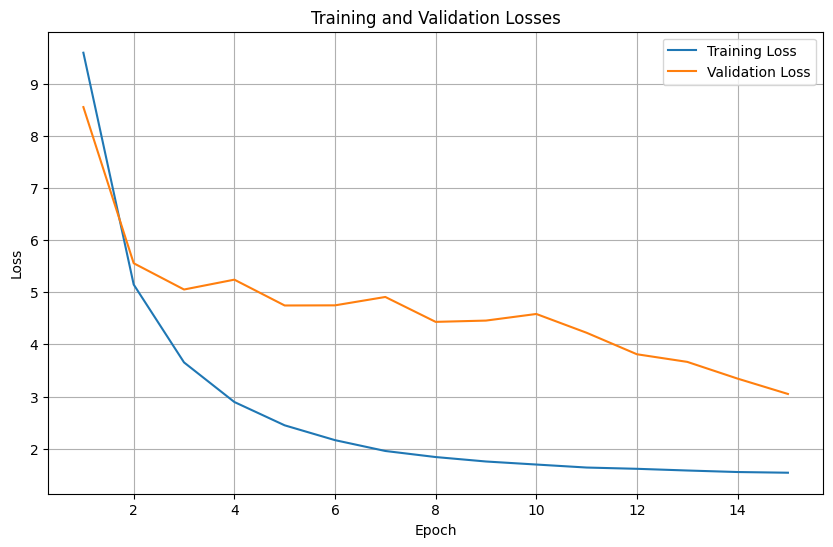 Training and Validation Losses
Training Loss
Validation Loss
9
8
7
6
5
4
3
2
Loss
2 4 6 8 10 12 14
Epoch